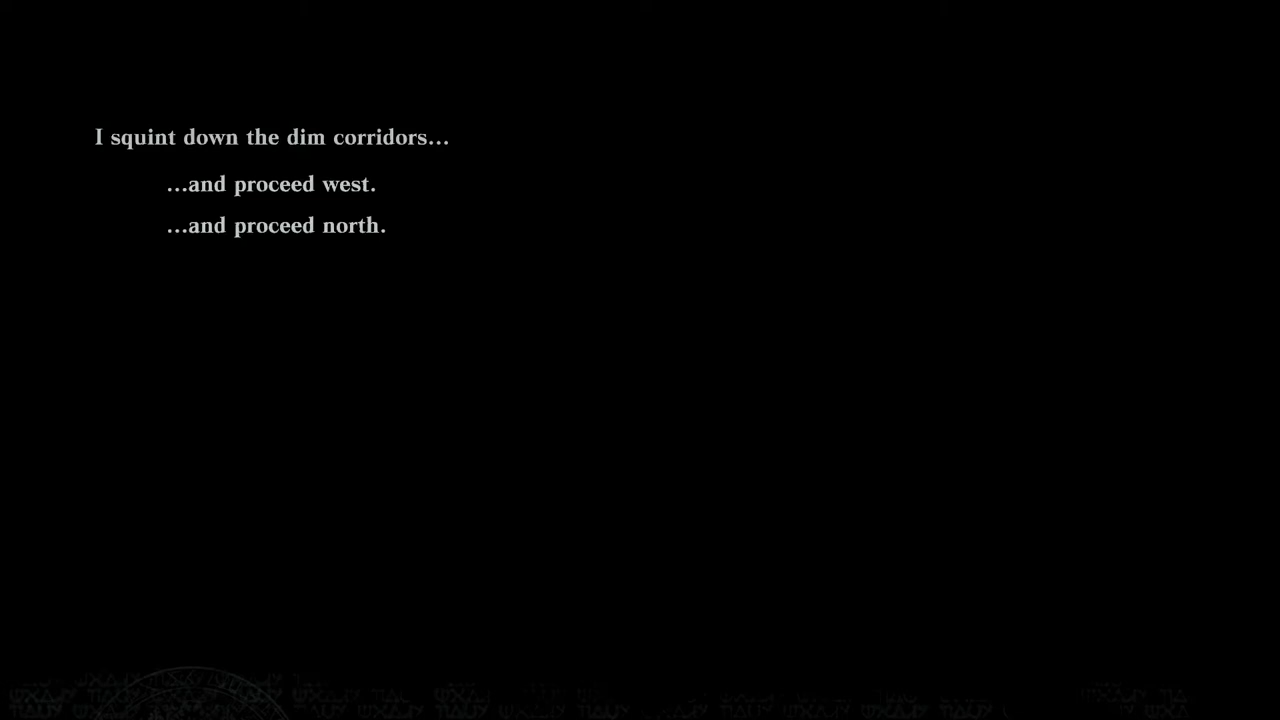 I squint down the dim corridors…
…and proceed west.
…and proceed north.